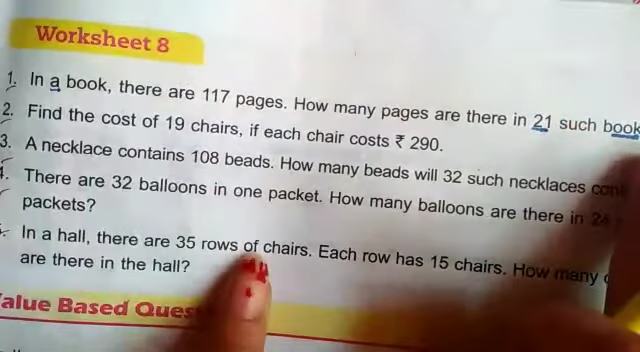 Worksheet 8
1. In a book, there are 117 pages. How many pages are there in 21 such book
2. Find the cost of 19 chairs, if each chair costs ₹ 290.
3. A necklace contains 108 beads. How many beads will 32 such necklaces
There are 32 balloons in one packet. How many balloons are there in
packets?
In a hall, there are 35 rows of chairs. Each row has 15 chairs. How many
are there in the hall?
alue Based Ques